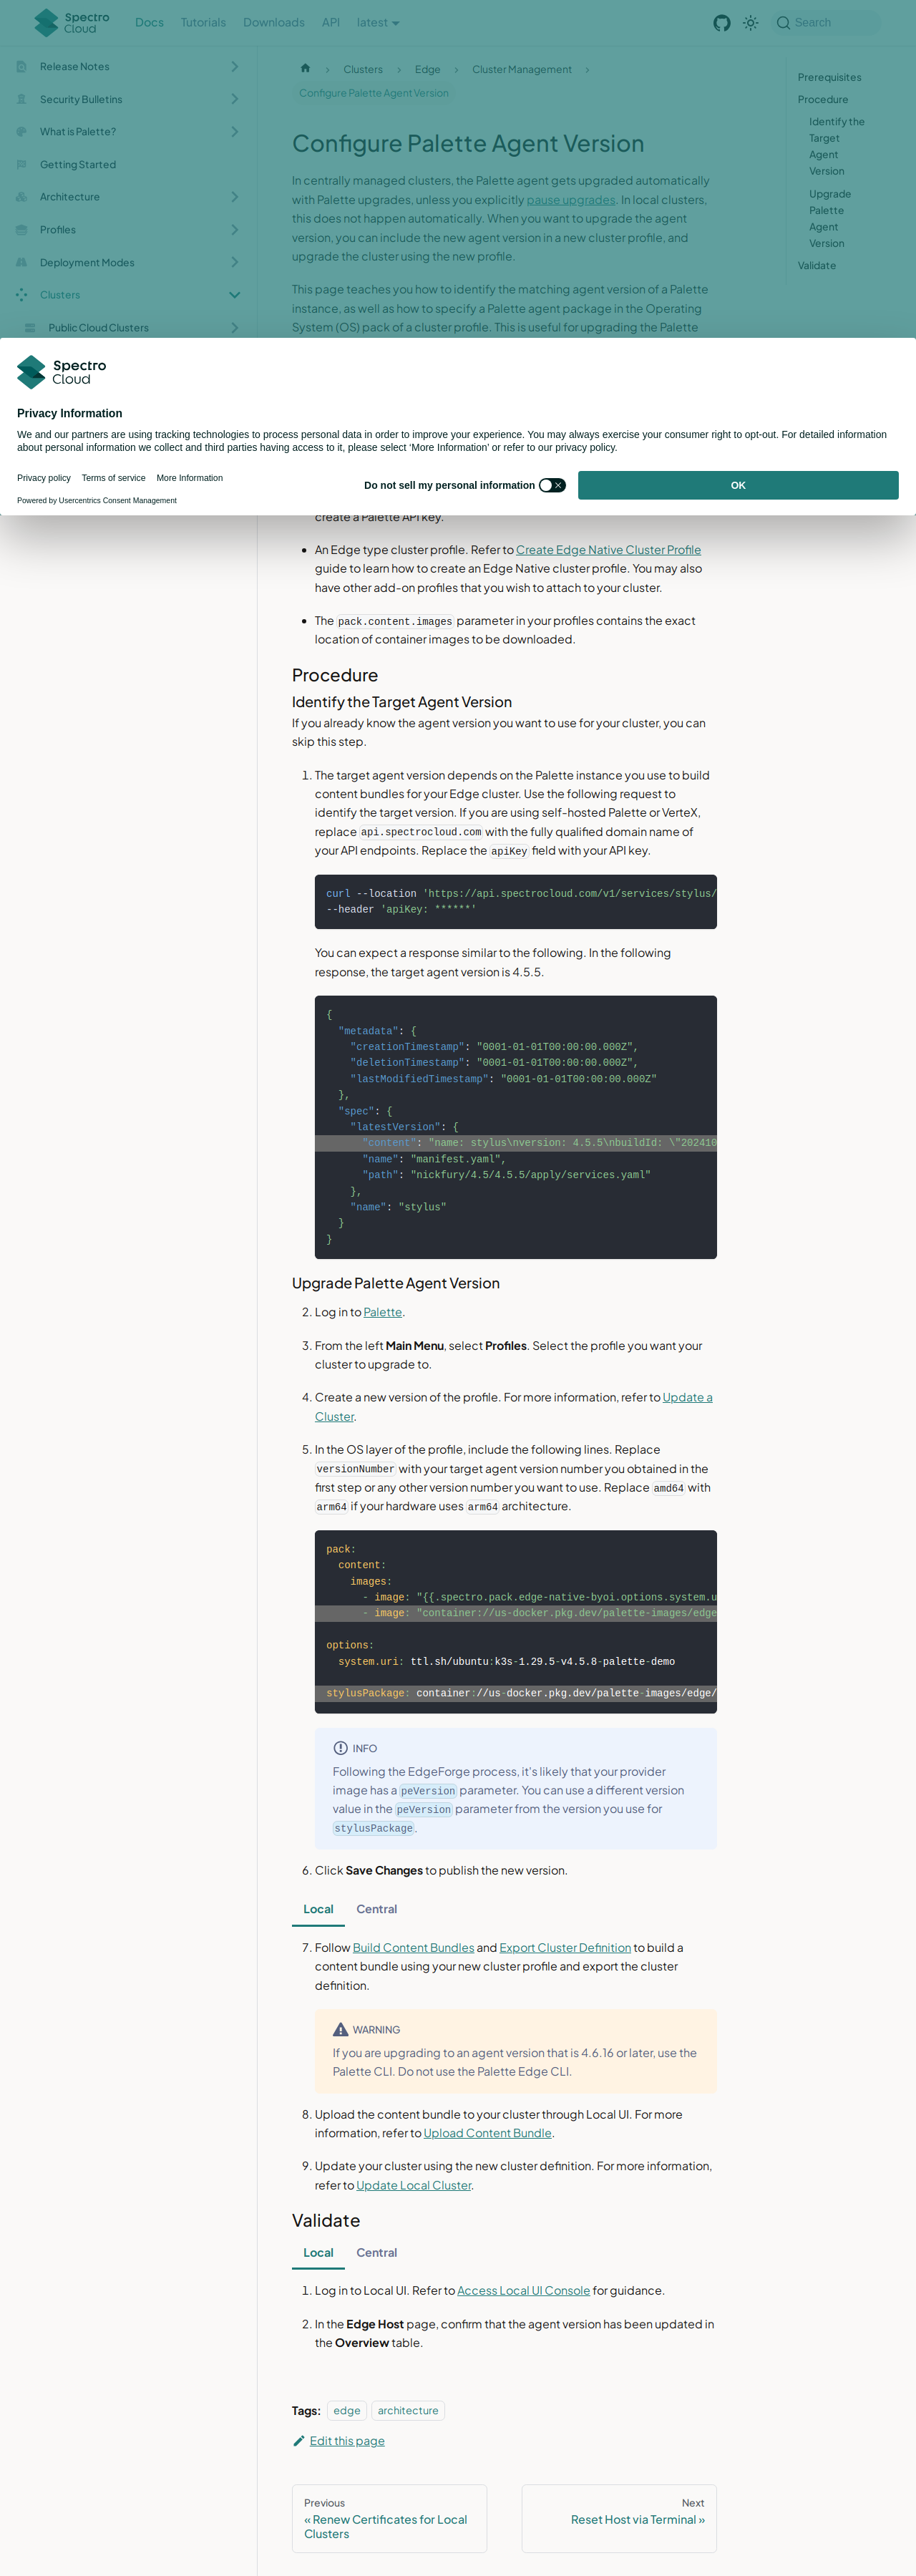 Spectro Cloud
Docs
Tutorials
Downloads
API
latest
Search
Release Notes
Security Bulletins
What is Palette?
Getting Started
Architecture
Profiles
Deployment Modes
Clusters
Public Cloud Clusters
Clusters
Edge
Cluster Management
Configure Palette Agent Version
Configure Palette Agent Version
In centrally managed clusters, the Palette agent gets upgraded automatically
with Palette upgrades, unless you explicitly pause upgrades. In local clusters,
this does not happen automatically. When you want to upgrade the agent
version, you can include the new agent version in a new cluster profile, and
upgrade the cluster using the new profile.
This page teaches you how to identify the matching agent version of a Palette
instance, as well as how to specify a Palette agent package in the Operating
System (OS) pack of a cluster profile. This is useful for upgrading the Palette
Prerequisites
Procedure
Identify the
Target
Agent
Version
Upgrade
Palette
Agent
Version
Validate
Spectro
Cloud
Privacy Information
We and our partners are using tracking technologies to process personal data in order to improve your experience. You may always exercise your consumer right to opt-out. For detailed information
about personal information we collect and third parties having access to it, please select ‘More Information’ or refer to our privacy policy.
Privacy policy
Terms of service
More Information
Powered by Usercentrics Consent Management
Do not sell my personal information
OK
create a Palette API key.
• An Edge type cluster profile. Refer to Create Edge Native Cluster Profile
guide to learn how to create an Edge Native cluster profile. You may also
have other add-on profiles that you wish to attach to your cluster.
• The pack.content.images parameter in your profiles contains the exact
location of container images to be downloaded.
Procedure
Identify the Target Agent Version
If you already know the agent version you want to use for your cluster, you can
skip this step.
1. The target agent version depends on the Palette instance you use to build
content bundles for your Edge cluster. Use the following request to
identify the target version. If you are using self-hosted Palette or VerteX,
replace api.spectrocloud.com with the fully qualified domain name of
your API endpoints. Replace the apiKey field with your API key.
curl --location 'https://api.spectrocloud.com/v1/services/stylus/
--header 'apiKey: ******'
You can expect a response similar to the following. In the following
response, the target agent version is 4.5.5.
{
"metadata": {
"creationTimestamp": "0001-01-01T00:00:00.000Z",
"deletionTimestamp": "0001-01-01T00:00:00.000Z",
"lastModifiedTimestamp": "0001-01-01T00:00:00.000Z"
},
"spec": {
"latestVersion": {
"content": "name: stylus\nversion: 4.5.5\nbuildId: \"202410
"name": "manifest.yaml",
"path": "nickfury/4.5/4.5.5/apply/services.yaml"
},
"name": "stylus"
}
}
Upgrade Palette Agent Version
2. Log in to Palette.
3. From the left Main Menu, select Profiles. Select the profile you want your
cluster to upgrade to.
4. Create a new version of the profile. For more information, refer to Update a
Cluster.
5. In the OS layer of the profile, include the following lines. Replace
versionNumber with your target agent version number you obtained in the
first step or any other version number you want to use. Replace amd64 with
arm64 if your hardware uses arm64 architecture.
pack:
content:
images:
- image: "{{.spectro.pack.edge-native-byoi.options.system.u
- image: "container://us-docker.pkg.dev/palette-images/edge
options:
system.uri: ttl.sh/ubuntu:k3s-1.29.5-v4.5.8-palette-demo
stylusPackage: container://us-docker.pkg.dev/palette-images/edge/
INFO
Following the EdgeForge process, it's likely that your provider
image has a peVersion parameter. You can use a different version
value in the peVersion parameter from the version you use for
stylusPackage.
6. Click Save Changes to publish the new version.
Local
Central
7. Follow Build Content Bundles and Export Cluster Definition to build a
content bundle using your new cluster profile and export the cluster
definition.
WARNING
If you are upgrading to an agent version that is 4.6.16 or later, use the
Palette CLI. Do not use the Palette Edge CLI.
8. Upload the content bundle to your cluster through Local UI. For more
information, refer to Upload Content Bundle.
9. Update your cluster using the new cluster definition. For more information,
refer to Update Local Cluster.
Validate
Local
Central
1. Log in to Local UI. Refer to Access Local UI Console for guidance.
2. In the Edge Host page, confirm that the agent version has been updated in
the Overview table.
Tags:
edge
architecture
Edit this page
Previous
« Renew Certificates for Local
Clusters
Next
Reset Host via Terminal »